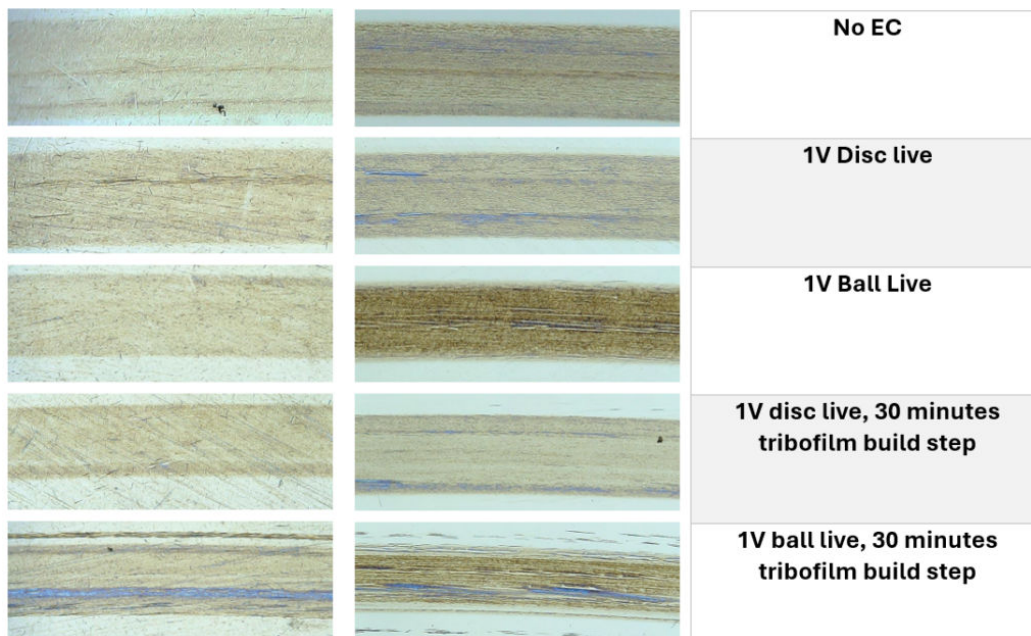 No EC
1V Disc live
1V Ball Live
1V disc live, 30 minutes
tribofilm build step
1V ball live, 30 minutes
tribofilm build step